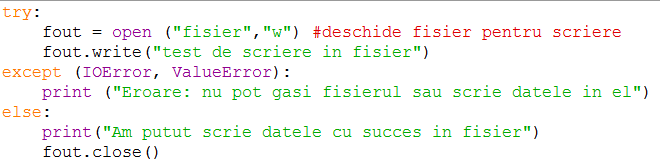 try:
    fout = open ("fisier","w") #deschide fisier pentru scriere
    fout.write("test de scriere in fisier")
except (IOError, ValueError):
    print ("Eroare: nu pot gasi fisierul sau scrie datele in el")
else:
    print("Am putut scrie datele cu succes in fisier")
    fout.close()